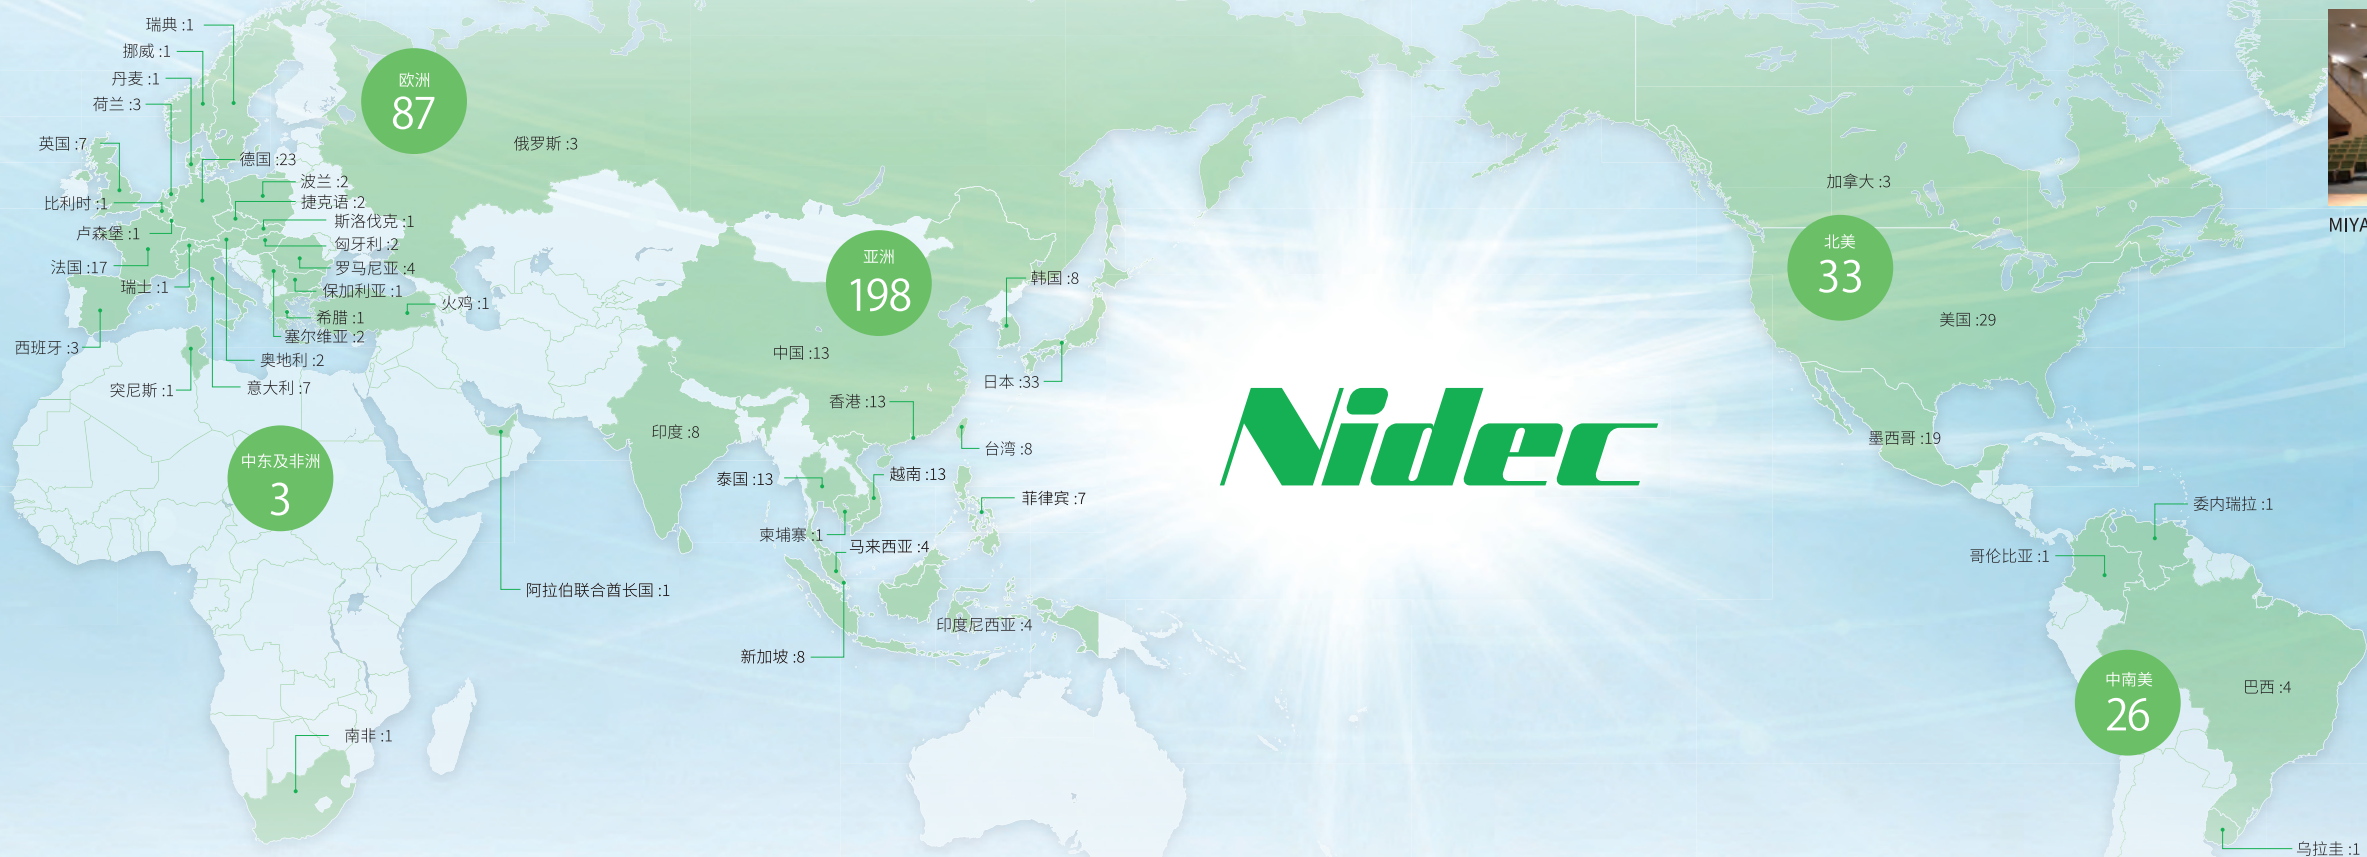 瑞典 :1
挪威 :1
丹麦 :1
荷兰 :3
英国 :7
德国 :23
波兰 :2
比利时 :1
捷克语 :2
斯洛伐克 :1
卢森堡 :1
匈牙利 :2
法国 :17
罗马尼亚 :4
瑞士 :1
保加利亚 :1
火鸡 :1
希腊 :1
塞尔维亚 :2
西班牙 :3
奥地利 :2
突尼斯 :1
意大利 :7
欧洲
87
俄罗斯 :3
亚洲
198
韩国 :8
中国 :13
日本 :33
香港 :13
印度 :8
台湾 :8
泰国 :13
越南 :13
菲律宾 :7
柬埔寨 :1
马来西亚 :4
印度尼西亚 :4
新加坡 :8
中东及非洲
3
阿拉伯联合酋长国 :1
南非 :1
Nidec
加拿大 :3
北美
33
美国 :29
墨西哥 :19
委内瑞拉 :1
哥伦比亚 :1
中南美
26
巴西 :4
乌拉圭 :1
MIYA